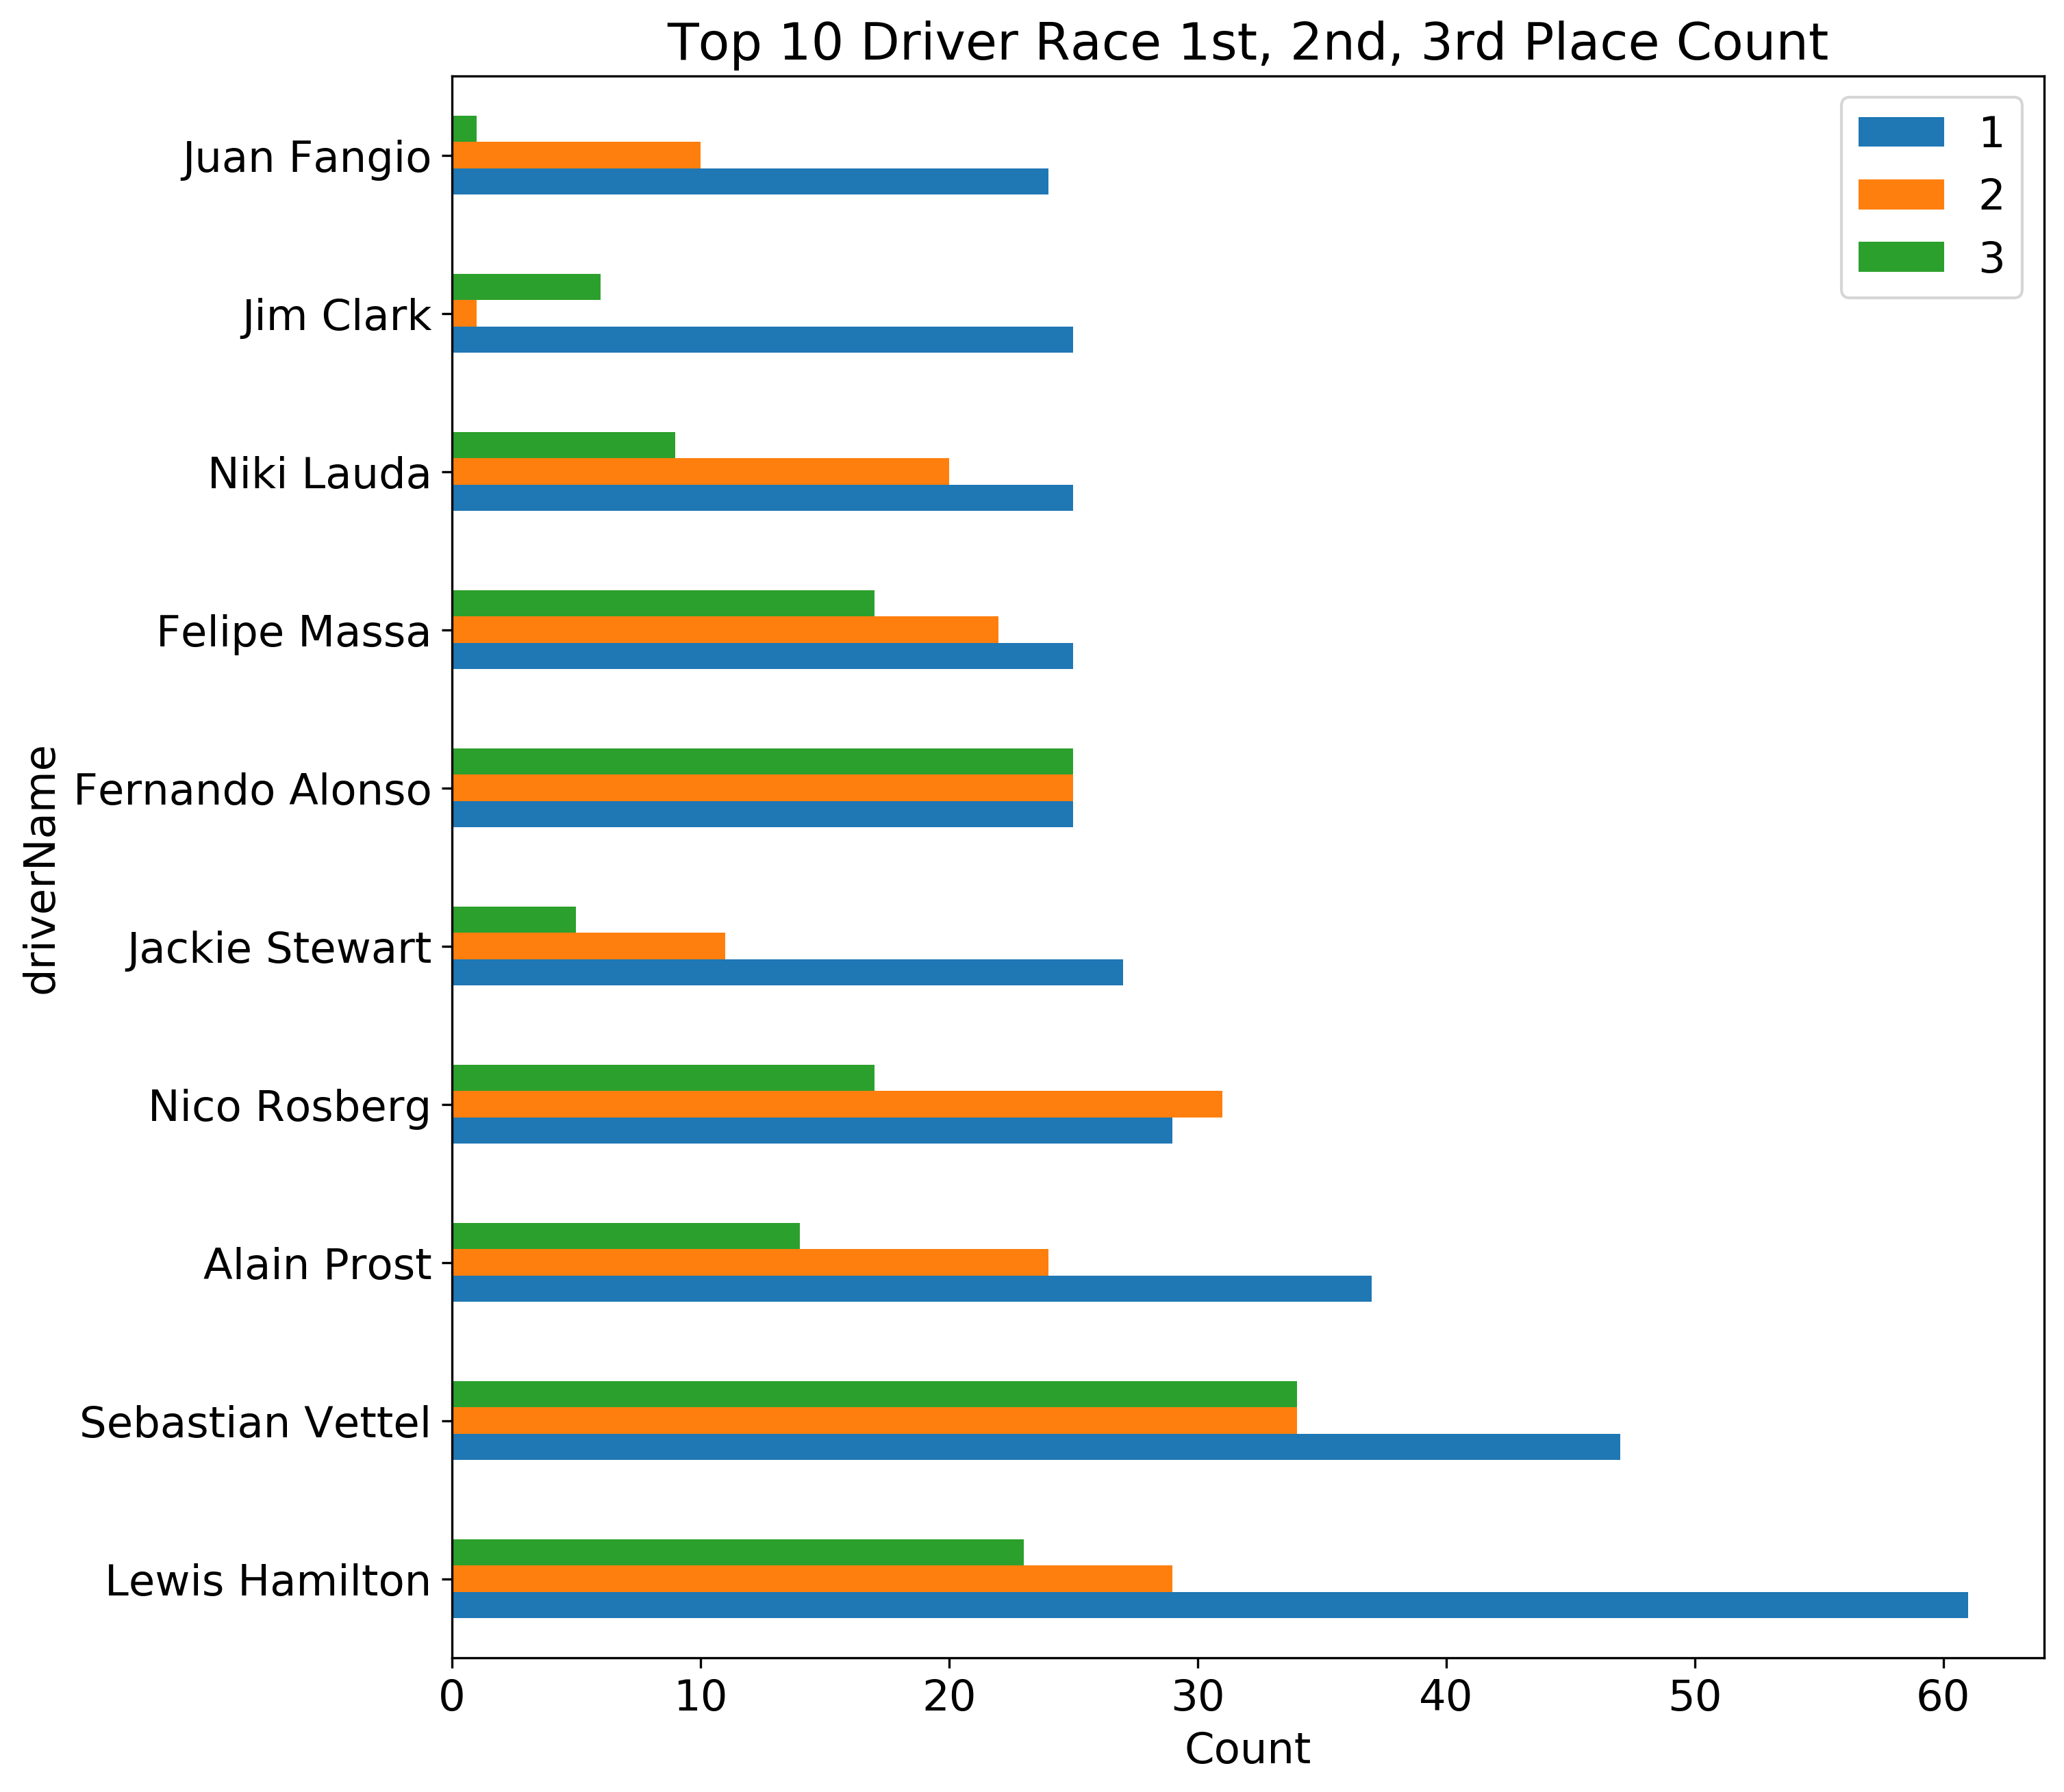 Top 10 Driver Race 1st, 2nd, 3rd Place Count
1
2
3
driverName
Juan Fangio
Jim Clark
Niki Lauda
Felipe Massa
Fernando Alonso
Jackie Stewart
Nico Rosberg
Alain Prost
Sebastian Vettel
Lewis Hamilton
0 10 20 30 40 50 60
Count